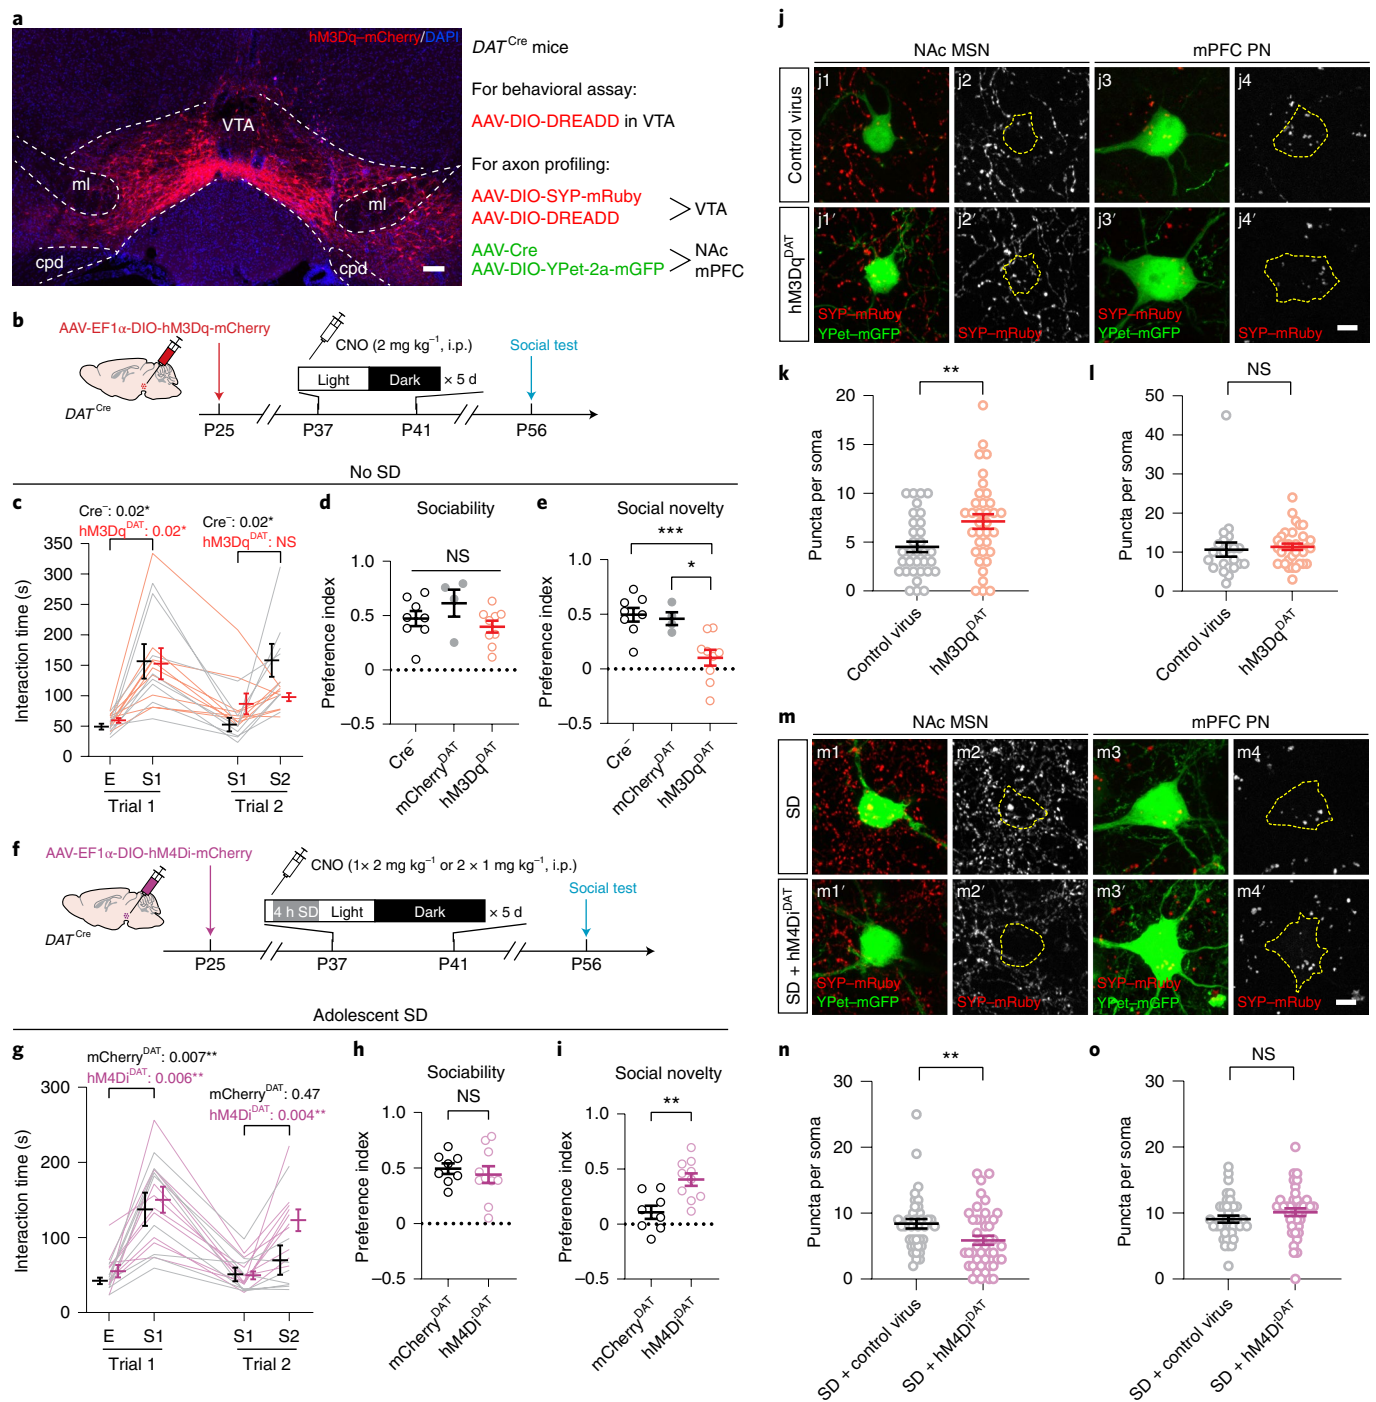 a
hM3Dq–mCherry/DAPI
VTA
ml
ml
cpd
cpd
DAT^Cre mice
For behavioral assay:
AAV-DIO-DREADD in VTA
For axon profiling:
AAV-DIO-SYP-mRuby
AAV-DIO-DREADD
VTA
AAV-Cre
AAV-DIO-YPet-2a-mGFP
NAc
mPFC
b
AAV-EF1α-DIO-hM3Dq-mCherry
DAT^Cre
CNO (2 mg kg⁻¹, i.p.)
Light
Dark
× 5 d
Social test
P25
P37
P41
P56
No SD
c
Cre⁻: 0.02*
hM3Dq^DAT: 0.02*
Cre⁻: 0.02*
hM3Dq^DAT: NS
Interaction time (s)
350
300
250
200
150
100
50
0
E
S1
S1
S2
Trial 1
Trial 2
d
Sociability
NS
Preference index
1.0
0.5
0
–0.5
Cre⁻
mCherry^DAT
hM3Dq^DAT
e
Social novelty
***
*
Preference index
1.0
0.5
0
–0.5
Cre⁻
mCherry^DAT
hM3Dq^DAT
f
AAV-EF1α-DIO-hM4Di-mCherry
DAT^Cre
CNO (1× 2 mg kg⁻¹ or 2 × 1 mg kg⁻¹, i.p.)
4 h SD
Light
Dark
× 5 d
Social test
P25
P37
P41
P56
Adolescent SD
g
mCherry^DAT: 0.007**
hM4Di^DAT: 0.006**
mCherry^DAT: 0.47
hM4Di^DAT: 0.004**
Interaction time (s)
300
200
100
0
E
S1
S1
S2
Trial 1
Trial 2
h
Sociability
NS
Preference index
1.0
0.5
0
–0.5
mCherry^DAT
hM4Di^DAT
i
Social novelty
**
Preference index
1.0
0.5
0
–0.5
mCherry^DAT
hM4Di^DAT
j
NAc MSN
mPFC PN
Control virus
j1
j2
j3
j4
hM3Dq^DAT
j1′
j2′
j3′
j4′
SYP–mRuby
YPet–mGFP
SYP–mRuby
SYP–mRuby
YPet–mGFP
SYP–mRuby
k
**
Puncta per soma
20
15
10
5
0
Control virus
hM3Dq^DAT
l
NS
Puncta per soma
50
40
30
20
10
0
Control virus
hM3Dq^DAT
m
NAc MSN
mPFC PN
SD
m1
m2
m3
m4
SD + hM4Di^DAT
m1′
m2′
m3′
m4′
SYP–mRuby
YPet–mGFP
SYP–mRuby
SYP–mRuby
YPet–mGFP
SYP–mRuby
n
**
Puncta per soma
30
20
10
0
SD + control virus
SD + hM4Di^DAT
o
NS
Puncta per soma
30
20
10
0
SD + control virus
SD + hM4Di^DAT